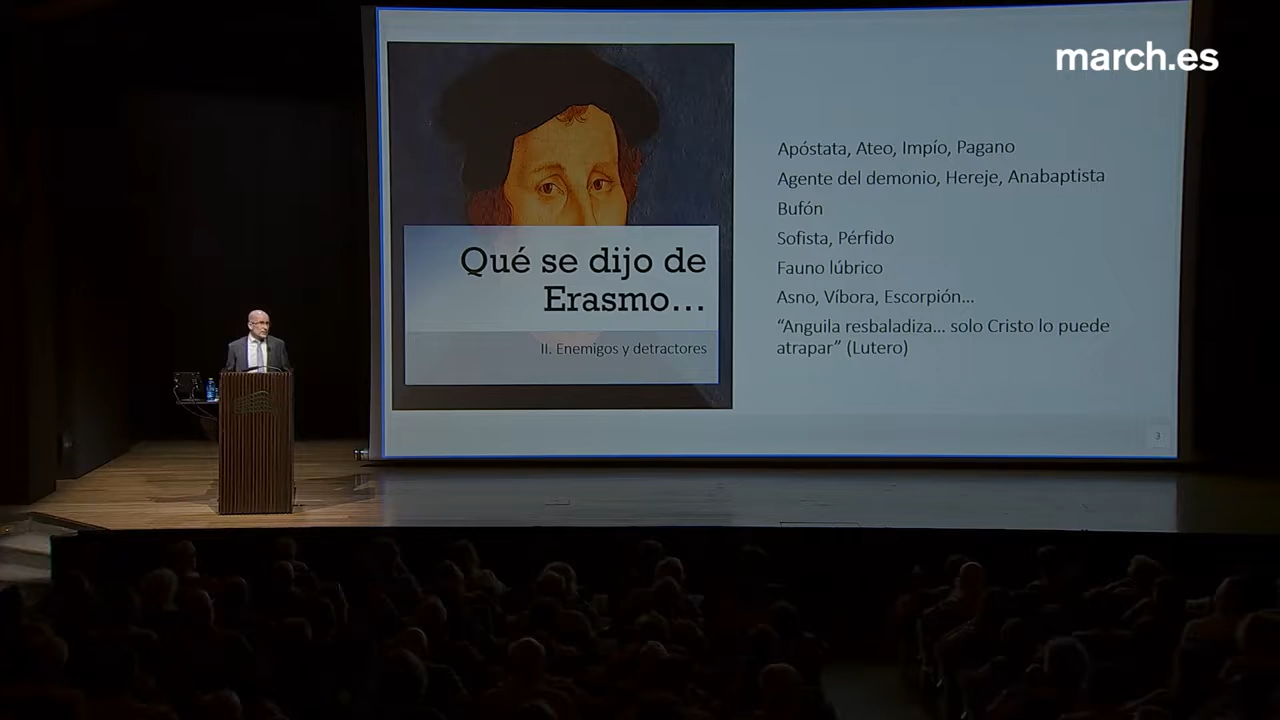 march.es
Qué se dijo de
Erasmo...
II. Enemigos y detractores
Apóstata, Ateo, Impío, Pagano
Agente del demonio, Hereje, Anabaptista
Bufón
Sofista, Pérfido
Fauno lúbrico
Asno, Víbora, Escorpión...
“Anguila resbaladiza... solo Cristo lo puede
atrapar” (Lutero)
3